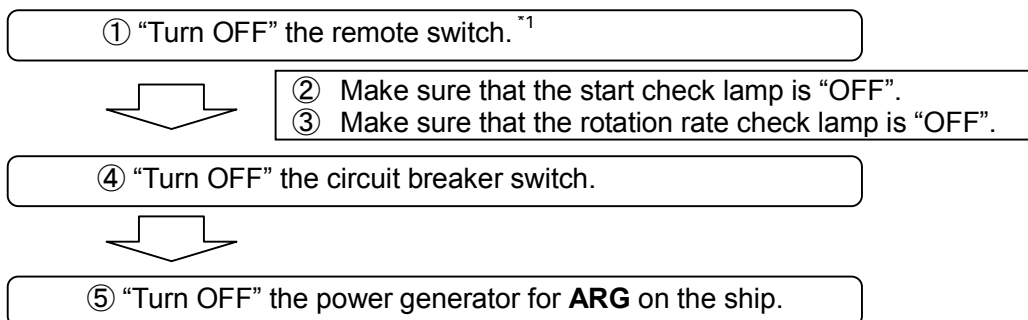 ① “Turn OFF” the remote switch. *1
② Make sure that the start check lamp is “OFF”.
③ Make sure that the rotation rate check lamp is “OFF”.
④ “Turn OFF” the circuit breaker switch.
⑤ “Turn OFF” the power generator for ARG on the ship.